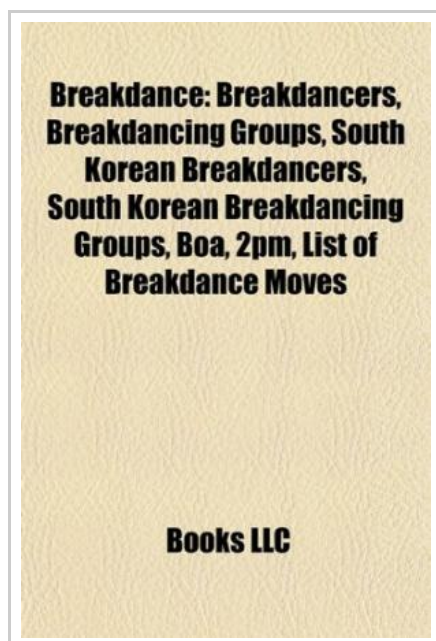 Breakdance: Breakdancers,
Breakdancing Groups, South
Korean Breakdancers,
South Korean Breakdancing
Groups, Boa, 2pm, List of
Breakdance Moves
Books LLC